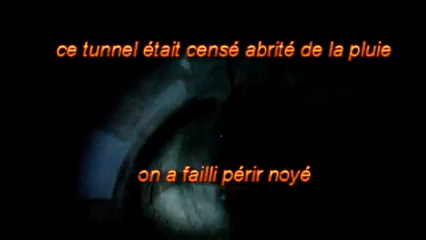 ce tunnel était censé abrité de la pluie
on a failli périr noyé